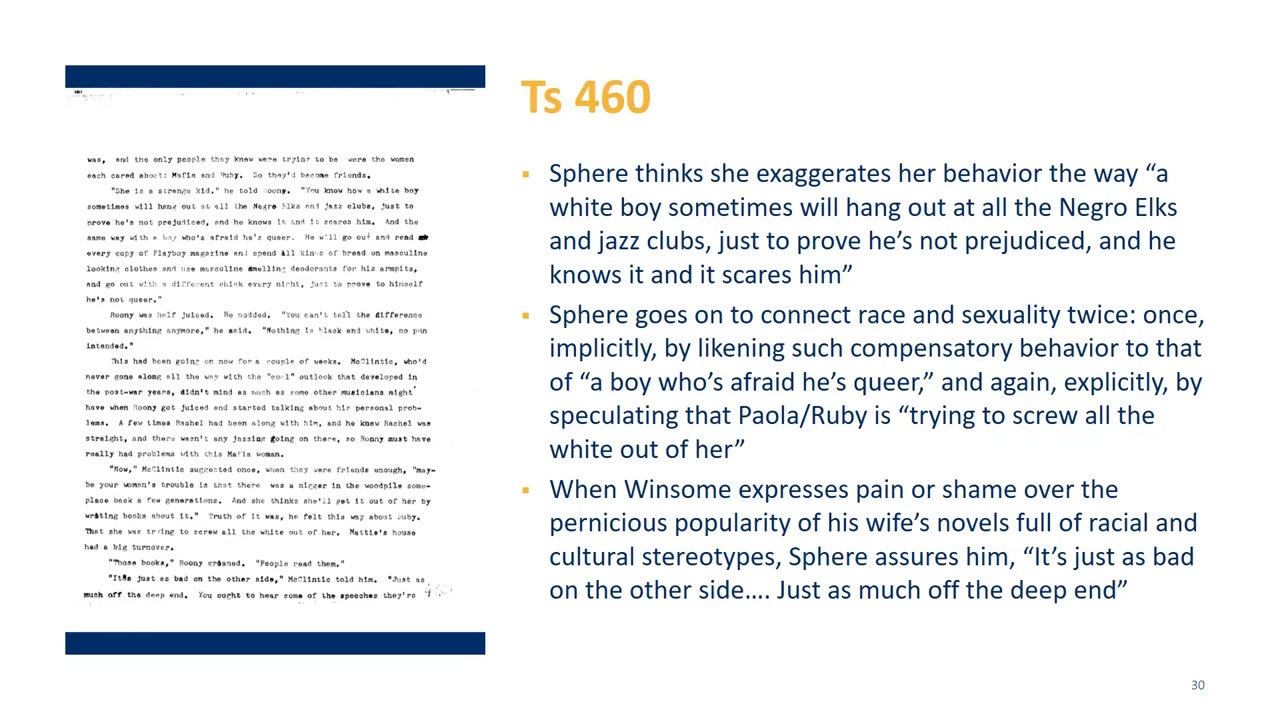 was, and the only people they knew were trying to be were the women
each cared about: Mafia and Ruby. So they'd become friends.
"She is a strange kid," he told Roony. "You know how a white boy
sometimes will hang out at all the Negro Elks and jazz clubs, just to
prove he's not prejudiced, and he knows it and it scares him. And the
same way with a boy who's afraid he's queer. He will go out and read
every copy of Playboy magazine and spend all kinds of bread on masculine
looking clothes and use masculine smelling deodorants for his armpits,
and go out with a different chick every night, just to prove to himself
he's not queer."
Roony was half juiced. He nodded. "You can't tell the difference
between anything anymore," he said. "Nothing is black and white, no pun
intended."
This had been going on now for a couple of weeks. McClintic, who'd
never gone along all the way with the "cool" outlook that developed in
the post-war years, didn't mind as much as some other musicians might
have when Roony got juiced and started talking about his personal prob-
lems. A few times Rachel had been along with him, and he knew Rachel was
straight, and there wasn't any jazzing going on there, so Roony must have
really had problems with this Mafia woman.
"Now," McClintic suggested once, when they were friends enough, "may-
be your woman's trouble is that there was a nigger in the woodpile some-
place back a few generations. And she thinks she'll get it out of her by
writing books about it." Truth of it was, he felt this way about Ruby.
That she was trying to screw all the white out of her. Mattie's house
had a big turnover.
"Those books," Roony groaned. "People read them."
"It's just as bad on the other side," McClintic told him. "Just as
much off the deep end. You ought to hear some of the speeches they're
Ts 460
▪ Sphere thinks she exaggerates her behavior the way “a
white boy sometimes will hang out at all the Negro Elks
and jazz clubs, just to prove he’s not prejudiced, and he
knows it and it scares him”
▪ Sphere goes on to connect race and sexuality twice: once,
implicitly, by likening such compensatory behavior to that
of “a boy who’s afraid he’s queer,” and again, explicitly, by
speculating that Paola/Ruby is “trying to screw all the
white out of her”
▪ When Winsome expresses pain or shame over the
pernicious popularity of his wife’s novels full of racial and
cultural stereotypes, Sphere assures him, “It’s just as bad
on the other side…. Just as much off the deep end”
30